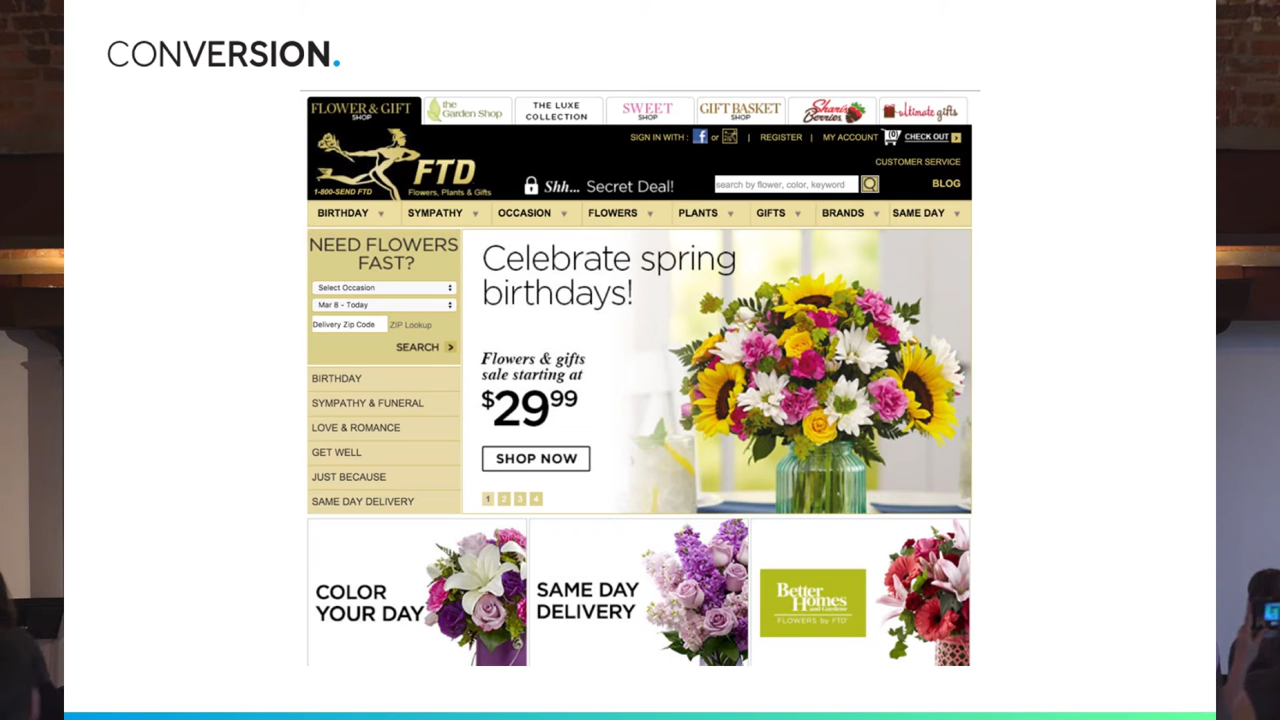 CONVERSION.
FLOWER & GIFT
SHOP
the
Garden Shop
THE LUXE
COLLECTION
SWEET
SHOP
GIFT BASKET
SHOP
Shari's
Berries
ultimate gifts
SIGN IN WITH : f or | REGISTER | MY ACCOUNT (0) CHECK OUT
CUSTOMER SERVICE
FTD
1-800-SEND FTD
Flowers, Plants & Gifts
Shh... Secret Deal!
search by flower, color, keyword
BLOG
BIRTHDAY SYMPATHY OCCASION FLOWERS PLANTS GIFTS BRANDS SAME DAY
NEED FLOWERS
FAST?
Select Occasion
Mar 8 - Today
Delivery Zip Code ZIP Lookup
SEARCH
BIRTHDAY
SYMPATHY & FUNERAL
LOVE & ROMANCE
GET WELL
JUST BECAUSE
SAME DAY DELIVERY
Celebrate spring
birthdays!
Flowers & gifts
sale starting at
$29.99
SHOP NOW
1 2 3 4
COLOR
YOUR DAY
SAME DAY
DELIVERY
Better
Homes
and Gardens
FLOWERS by FTD